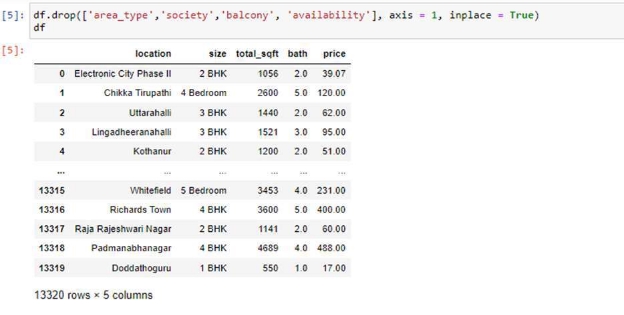 [5]: df.drop(['area_type','society','balcony', 'availability'], axis = 1, inplace = True)
df
[5]:
location size total_sqft bath price
0 Electronic City Phase II 2 BHK 1056 2.0 39.07
1 Chikka Tirupathi 4 Bedroom 2600 5.0 120.00
2 Uttarahalli 3 BHK 1440 2.0 62.00
3 Lingadheeranahalli 3 BHK 1521 3.0 95.00
4 Kothanur 2 BHK 1200 2.0 51.00
... ... ... ... ... ...
13315 Whitefield 5 Bedroom 3453 4.0 231.00
13316 Richards Town 4 BHK 3600 5.0 400.00
13317 Raja Rajeshwari Nagar 2 BHK 1141 2.0 60.00
13318 Padmanabhanagar 4 BHK 4689 4.0 488.00
13319 Doddathoguru 1 BHK 550 1.0 17.00
13320 rows × 5 columns